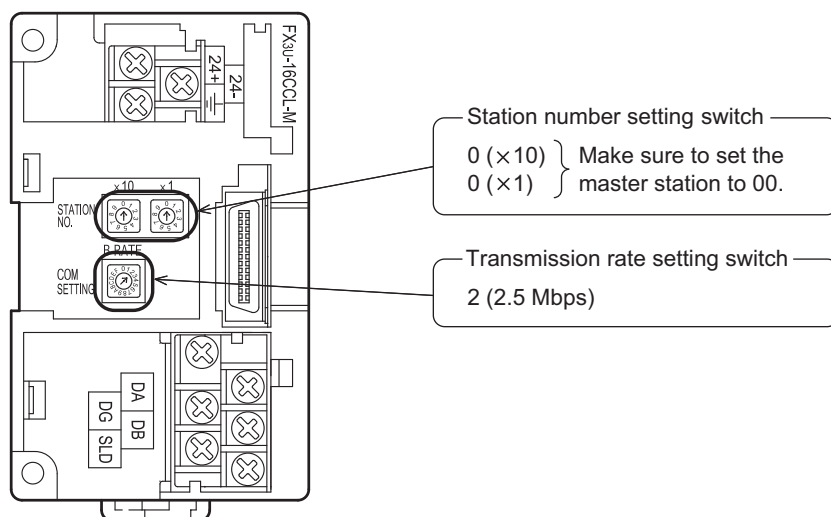 FX3U-16CCL-M
24-
24+
×10 ×1
STATION
NO.
B RATE
COM
SETTING
DA
DG
DB
SLD
Station number setting switch
0 (×10)
0 (×1)
Make sure to set the
master station to 00.
Transmission rate setting switch
2 (2.5 Mbps)